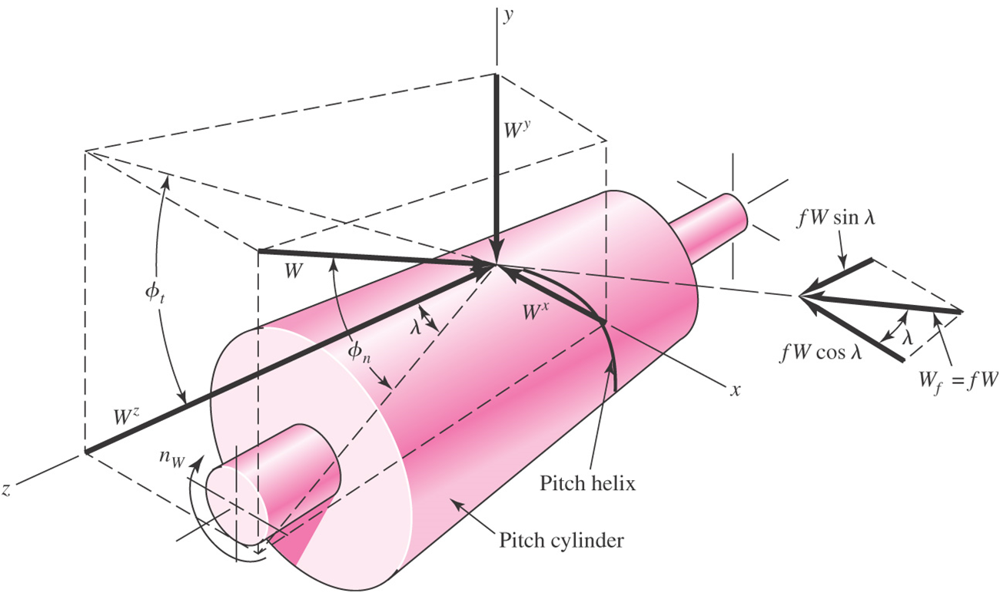 y
W^y
fW sin λ
W
ϕ_t
W^x
λ
λ
ϕ_n
fW cos λ
W_f = fW
x
W^z
n_W
Pitch helix
z
Pitch cylinder